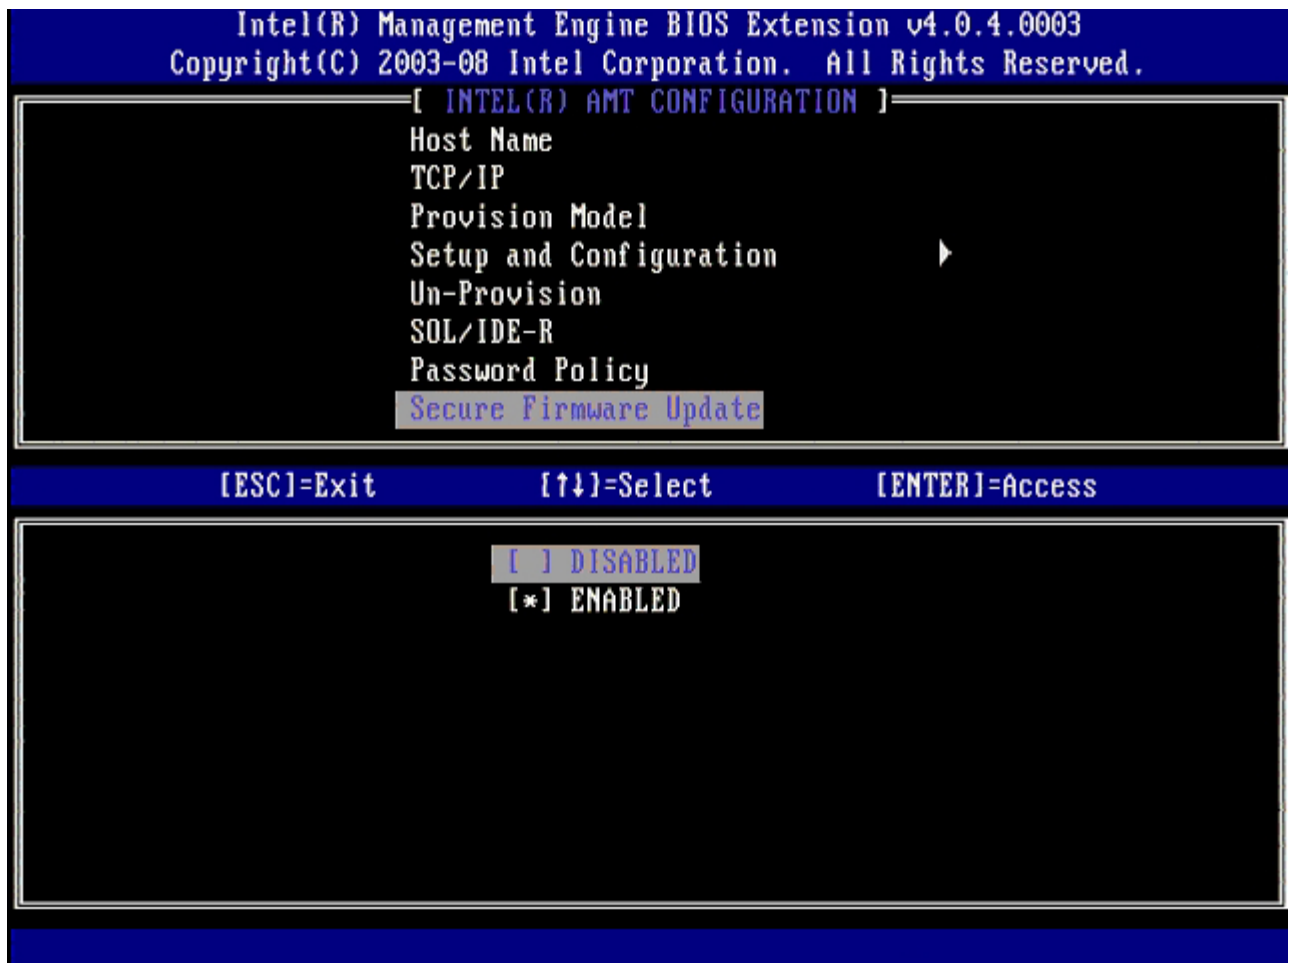 Intel(R) Management Engine BIOS Extension v4.0.4.0003
Copyright(C) 2003-08 Intel Corporation. All Rights Reserved.
[ INTEL(R) AMT CONFIGURATION ]
Host Name
TCP/IP
Provision Model
Setup and Configuration
Un-Provision
SOL/IDE-R
Password Policy
Secure Firmware Update
[ESC]=Exit [↑↓]=Select [ENTER]=Access
[ ] DISABLED
[*] ENABLED